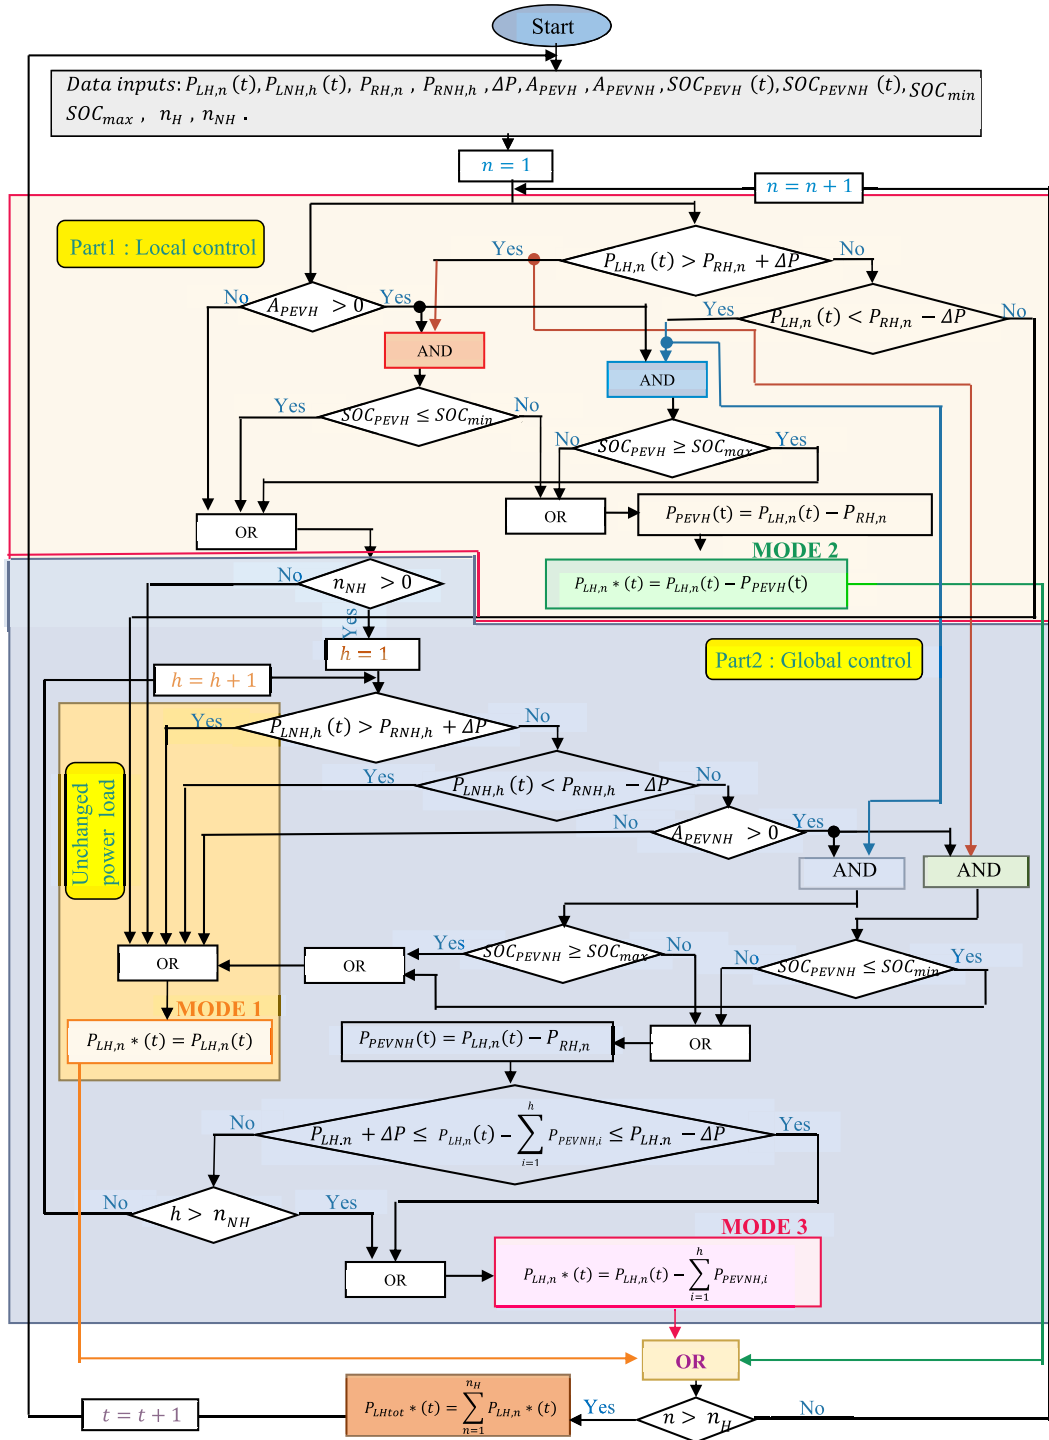 Start
Data inputs: P_{LH,n}(t), P_{LNH,h}(t), P_{RH,n}, P_{RNH,h}, ΔP, A_{PEVH}, A_{PEVNH}, SOC_{PEVH}(t), SOC_{PEVNH}(t), SOC_{min}
SOC_{max}, n_H, n_{NH}.
n = 1
n = n + 1
Part1 : Local control
Yes
P_{LH,n}(t) > P_{RH,n} + ΔP
No
No
A_{PEVH} > 0
Yes
Yes
P_{LH,n}(t) < P_{RH,n} − ΔP
No
AND
AND
Yes
SOC_{PEVH} ≤ SOC_{min}
No
No
SOC_{PEVH} ≥ SOC_{max}
Yes
OR
OR
P_{PEVH}(t) = P_{LH,n}(t) − P_{RH,n}
MODE 2
P_{LH,n} * (t) = P_{LH,n}(t) − P_{PEVH}(t)
No
n_{NH} > 0
Yes
h = 1
Part2 : Global control
h = h + 1
Yes
P_{LNH,h}(t) > P_{RNH,h} + ΔP
No
Yes
P_{LNH,h}(t) < P_{RNH,h} − ΔP
No
Unchanged
power load
No
A_{PEVNH} > 0
Yes
AND
AND
Yes
SOC_{PEVNH} ≥ SOC_{max}
No
No
SOC_{PEVNH} ≤ SOC_{min}
Yes
OR
OR
MODE 1
P_{LH,n} * (t) = P_{LH,n}(t)
P_{PEVNH}(t) = P_{LH,n}(t) − P_{RH,n}
OR
No
P_{LH.n} + ΔP ≤ P_{LH,n}(t) − \sum_{i=1}^{h} P_{PEVNH,i} ≤ P_{LH.n} − ΔP
Yes
No
h > n_{NH}
Yes
MODE 3
OR
P_{LH,n} * (t) = P_{LH,n}(t) − \sum_{i=1}^{h} P_{PEVNH,i}
OR
t = t + 1
P_{LHtot} * (t) = \sum_{n=1}^{n_H} P_{LH,n} * (t)
Yes
n > n_H
No